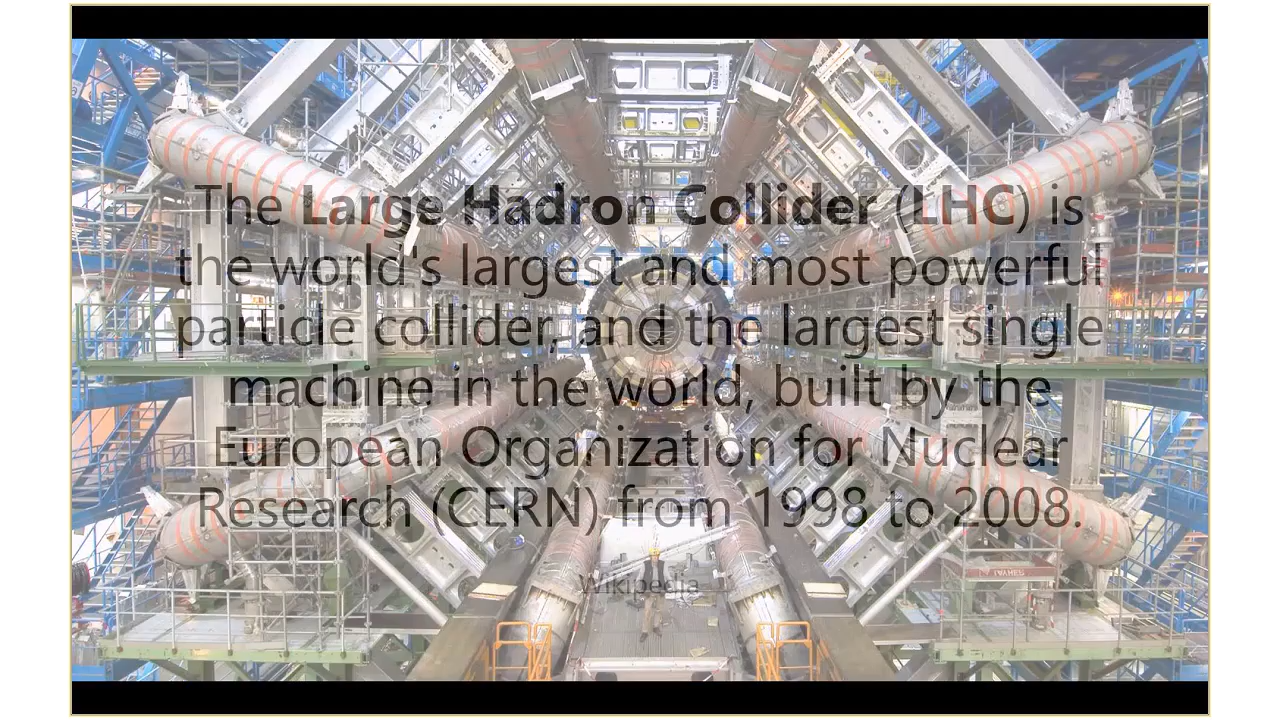 The Large Hadron Collider (LHC) is
the world's largest and most powerful
particle collider, and the largest single
machine in the world, built by the
European Organization for Nuclear
Research (CERN) from 1998 to 2008.
Wikipedia